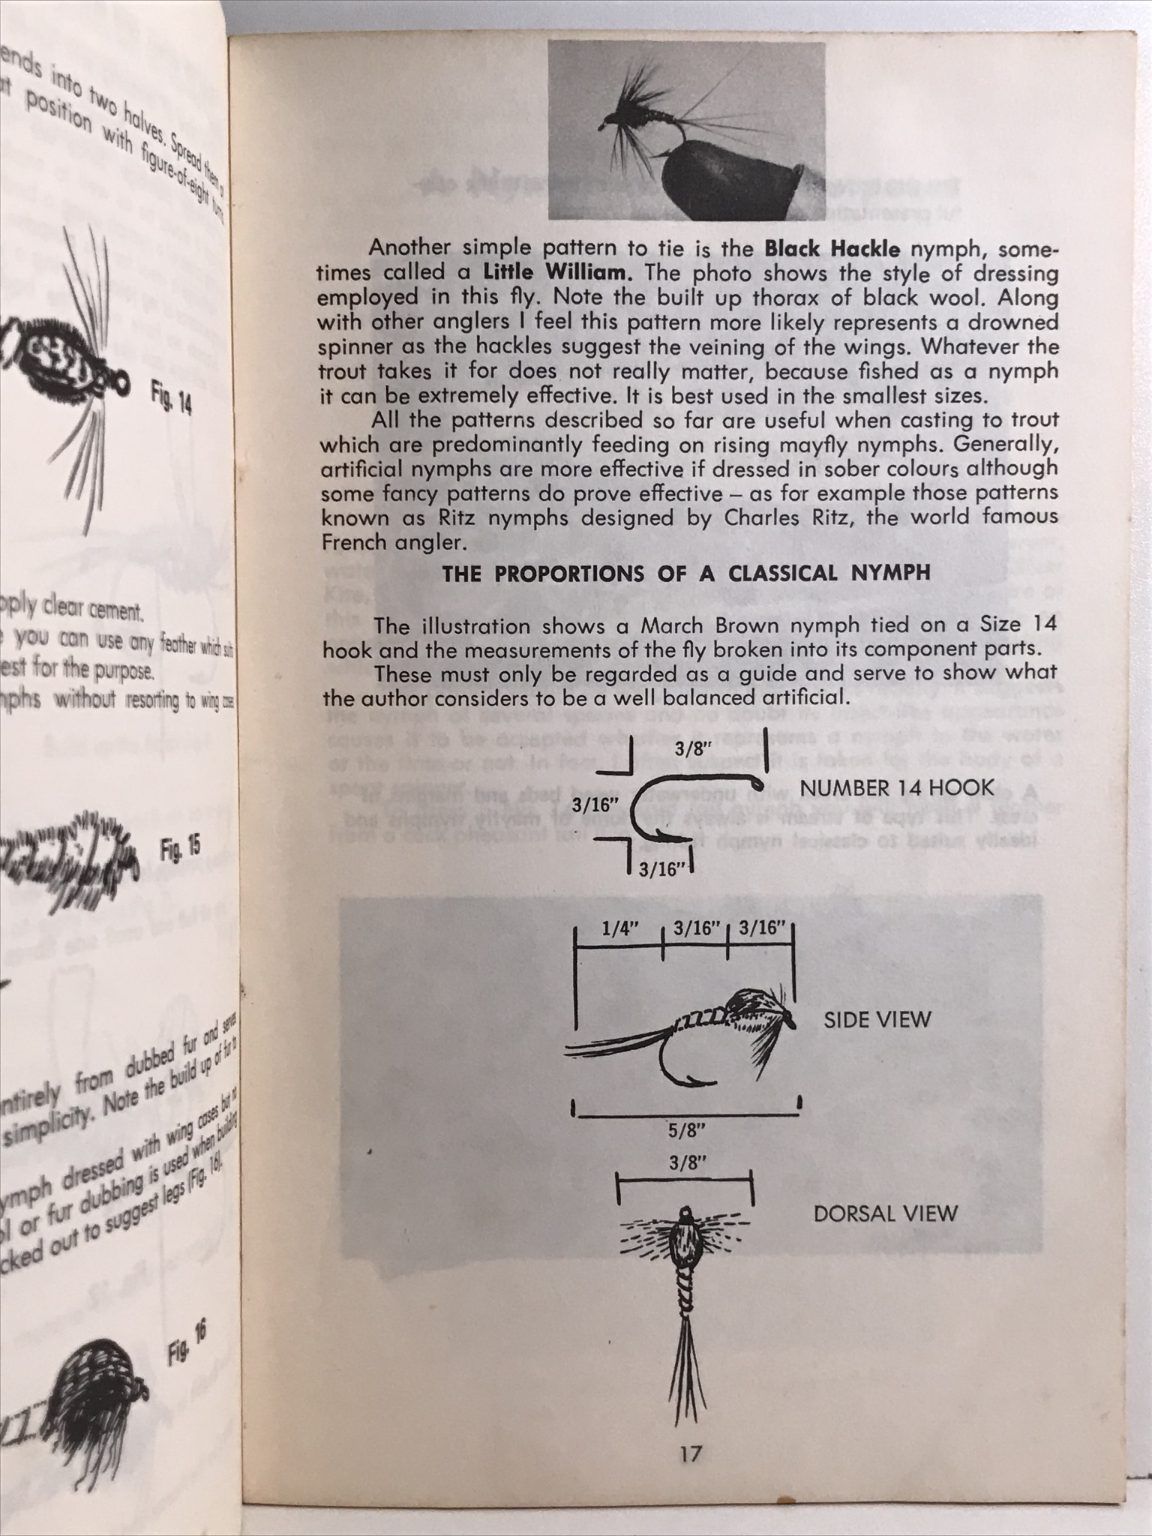 ends into two halves. Spread them
at position with figure-of-eight turns
Fig. 14
pply clear cement.
you can use any feather which suits
est for the purpose.
mphs without resorting to wing cases
Fig. 15
ntirely from dubbed fur and serves
simplicity. Note the build up of fur
ymph dressed with wing cases but
ol or fur dubbing is used when building
cked out to suggest legs (Fig. 16).
Fig. 16
Another simple pattern to tie is the Black Hackle nymph, some-
times called a Little William. The photo shows the style of dressing
employed in this fly. Note the built up thorax of black wool. Along
with other anglers I feel this pattern more likely represents a drowned
spinner as the hackles suggest the veining of the wings. Whatever the
trout takes it for does not really matter, because fished as a nymph
it can be extremely effective. It is best used in the smallest sizes.
All the patterns described so far are useful when casting to trout
which are predominantly feeding on rising mayfly nymphs. Generally,
artificial nymphs are more effective if dressed in sober colours although
some fancy patterns do prove effective – as for example those patterns
known as Ritz nymphs designed by Charles Ritz, the world famous
French angler.
THE PROPORTIONS OF A CLASSICAL NYMPH
The illustration shows a March Brown nymph tied on a Size 14
hook and the measurements of the fly broken into its component parts.
These must only be regarded as a guide and serve to show what
the author considers to be a well balanced artificial.
3/8"
NUMBER 14 HOOK
3/16"
3/16"
1/4" 3/16" 3/16"
SIDE VIEW
5/8"
3/8"
DORSAL VIEW
17